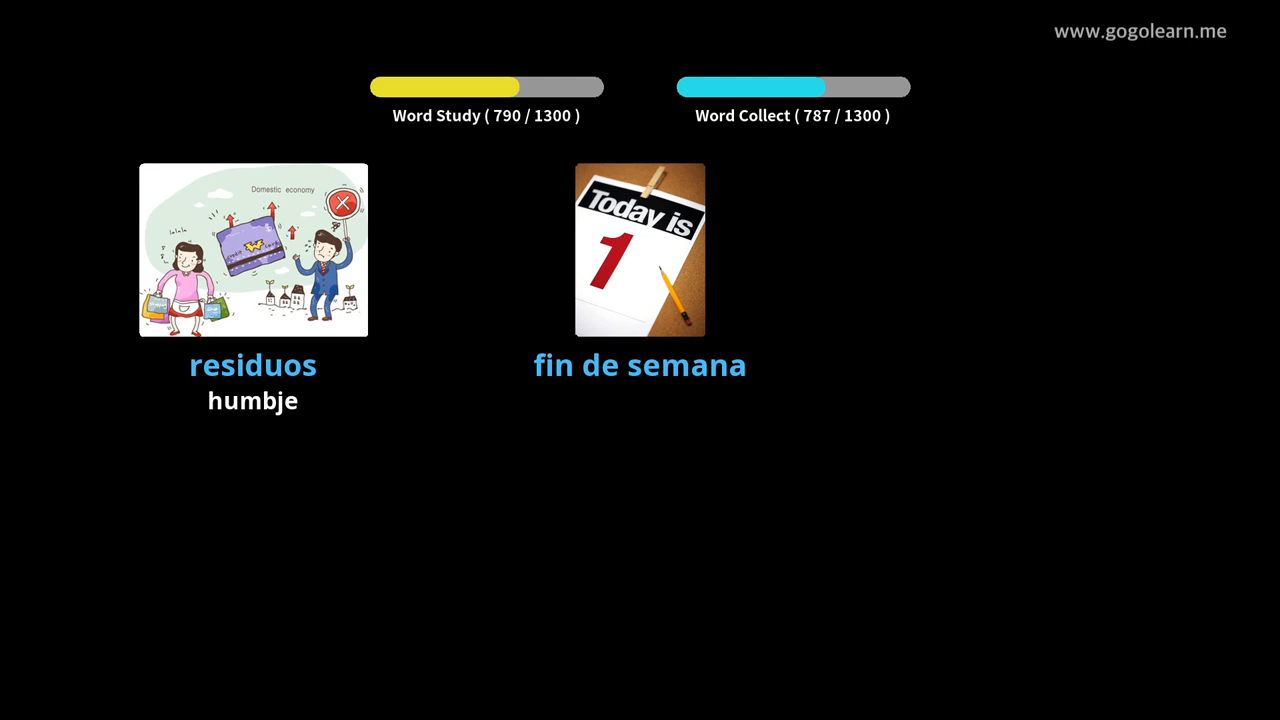 www.gogolearn.me
Word Study ( 790 / 1300 )
Word Collect ( 787 / 1300 )
Domestic economy
lalala
Today is
1
residuos
fin de semana
humbje